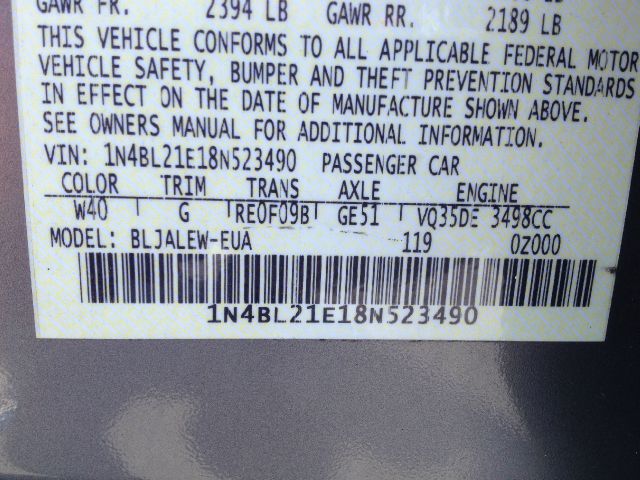 GAWR FR. 2394 LB GAWR RR. 2189 LB
THIS VEHICLE CONFORMS TO ALL APPLICABLE FEDERAL MOTOR
VEHICLE SAFETY, BUMPER AND THEFT PREVENTION STANDARDS
IN EFFECT ON THE DATE OF MANUFACTURE SHOWN ABOVE.
SEE OWNERS MANUAL FOR ADDITIONAL INFORMATION.
VIN: 1N4BL21E18N523490 PASSENGER CAR
COLOR TRIM TRANS AXLE ENGINE
W40 G RE0F09B GE51 VQ35DE 3498CC
MODEL: BLJALEW-EUA 119 0Z000
1N4BL21E18N523490